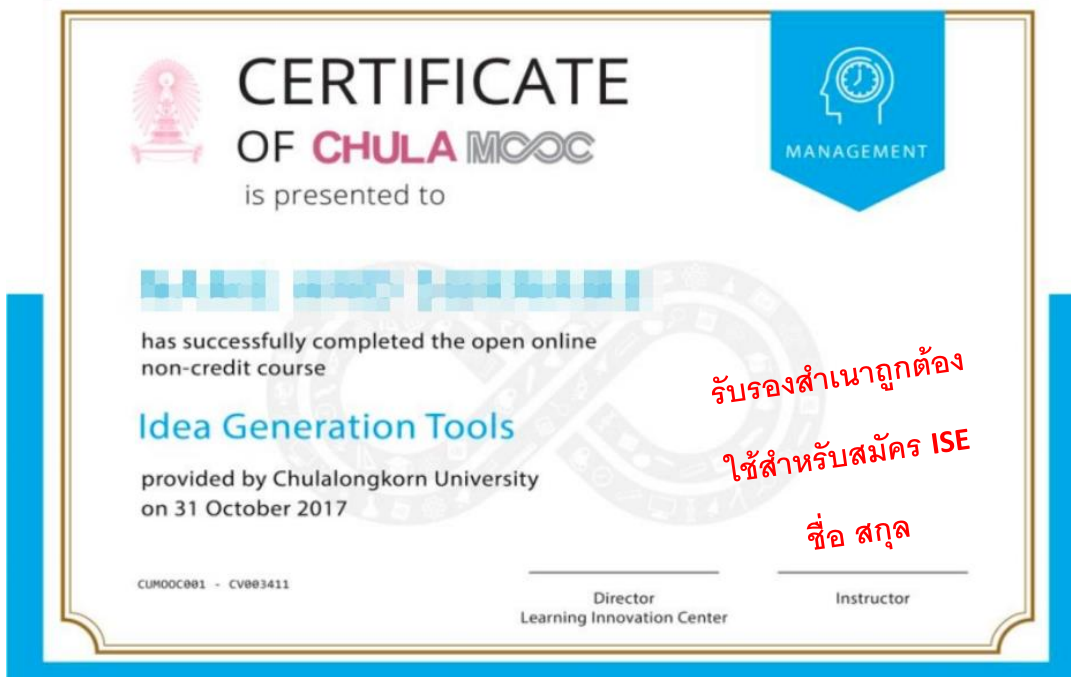 CERTIFICATE
OF CHULA MOOC
is presented to
MANAGEMENT
has successfully completed the open online
non-credit course
Idea Generation Tools
provided by Chulalongkorn University
on 31 October 2017
รับรองสำเนาถูกต้อง
ใช้สำหรับสมัคร ISE
ชื่อ สกุล
CUMOOC001 - CV003411
Director
Learning Innovation Center
Instructor